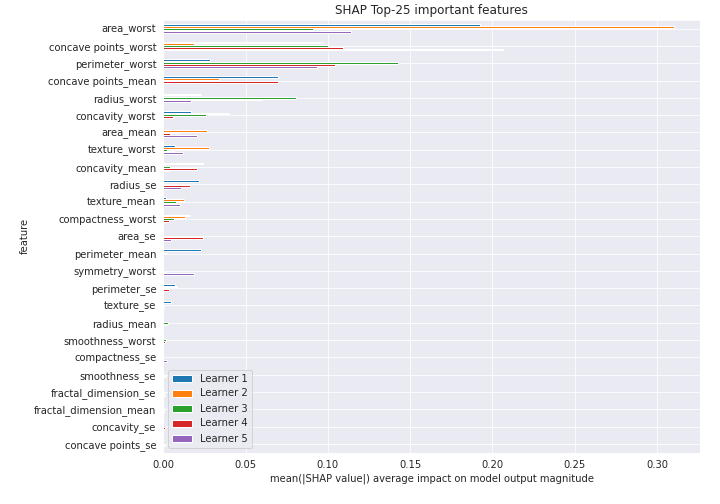 SHAP Top-25 important features
area_worst
concave points_worst
perimeter_worst
concave points_mean
radius_worst
concavity_worst
area_mean
texture_worst
concavity_mean
radius_se
texture_mean
compactness_worst
area_se
feature
perimeter_mean
symmetry_worst
perimeter_se
texture_se
radius_mean
smoothness_worst
compactness_se
smoothness_se
fractal_dimension_se
fractal_dimension_mean
concavity_se
concave points_se
Learner 1
Learner 2
Learner 3
Learner 4
Learner 5
0.00 0.05 0.10 0.15 0.20 0.25 0.30
mean(|SHAP value|) average impact on model output magnitude